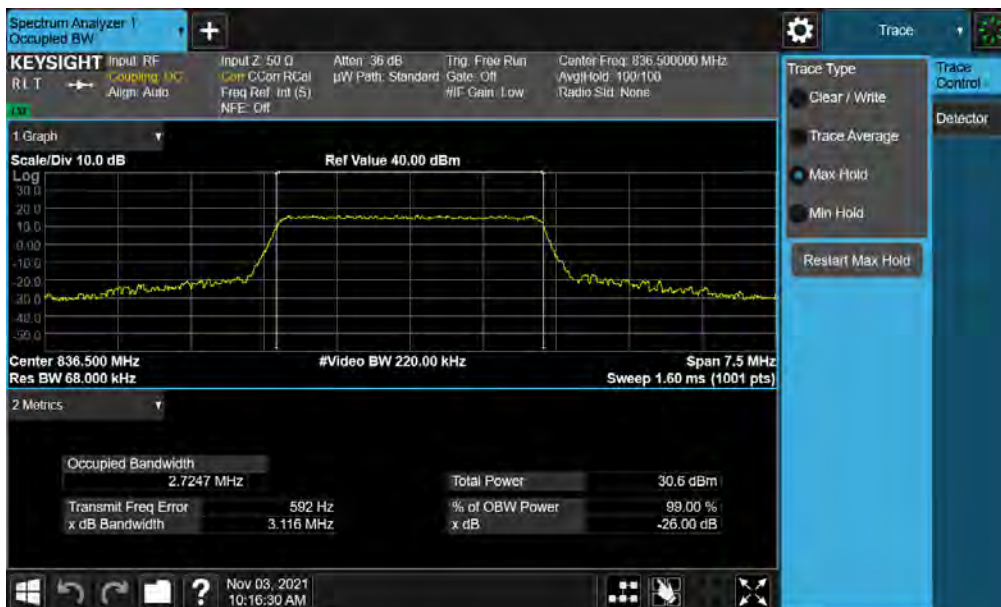 Spectrum Analyzer 1
Occupied BW
+
Trace
KEYSIGHT
RLT
Input: RF
Coupling: DC
Align: Auto
Input Z: 50 Ω
Corr CCorr RCal
Freq Ref: Int (S)
NFE: Off
Atten: 36 dB
µW Path: Standard
Trig: Free Run
Gate: Off
#IF Gain: Low
Center Freq: 836.500000 MHz
Avg|Hold: 100/100
Radio Std: None
Trace Type
Clear / Write
Trace Average
Max Hold
Min Hold
Restart Max Hold
Trace
Control
Detector
1 Graph
Scale/Div 10.0 dB
Ref Value 40.00 dBm
Log
30.0
20.0
10.0
0.00
-10.0
-20.0
-30.0
-40.0
-50.0
Center 836.500 MHz
#Video BW 220.00 kHz
Span 7.5 MHz
Res BW 68.000 kHz
Sweep 1.60 ms (1001 pts)
2 Metrics
Occupied Bandwidth
2.7247 MHz
Total Power 30.6 dBm
Transmit Freq Error 592 Hz
% of OBW Power 99.00 %
x dB Bandwidth 3.116 MHz
x dB -26.00 dB
?
Nov 03, 2021
10:16:30 AM